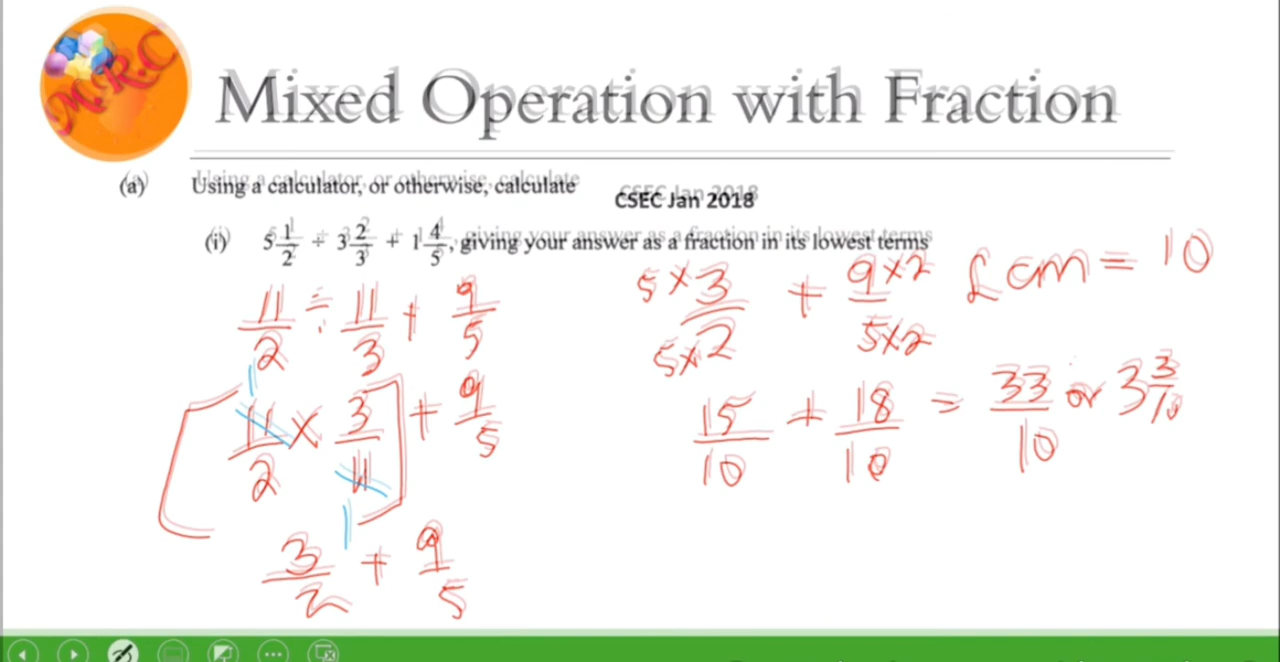 M.R.C
Mixed Operation with Fraction
(a) Using a calculator, or otherwise, calculate CSEC Jan 2018
(i) 5 1/2 ÷ 3 2/3 + 1 4/5, giving your answer as a fraction in its lowest terms
11/2 ÷ 11/3 + 9/5
[11/2 × 3/11] + 9/5
1
1
3/2 + 9/5
5×3/5×2 + 9×2/5×2 Lcm = 10
15/10 + 18/10 = 33/10 or 3 3/10